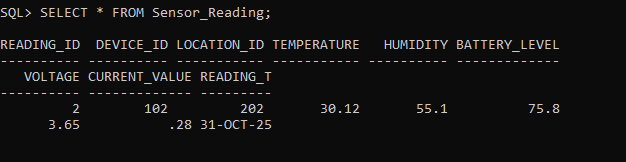 SQL> SELECT * FROM Sensor_Reading;
READING_ID  DEVICE_ID LOCATION_ID TEMPERATURE   HUMIDITY BATTERY_LEVEL
---------- ---------- ----------- ----------- ---------- -------------
   VOLTAGE CURRENT_VALUE READING_T
---------- ------------- ---------
         2        102         202       30.12       55.1          75.8
      3.65           .28 31-OCT-25